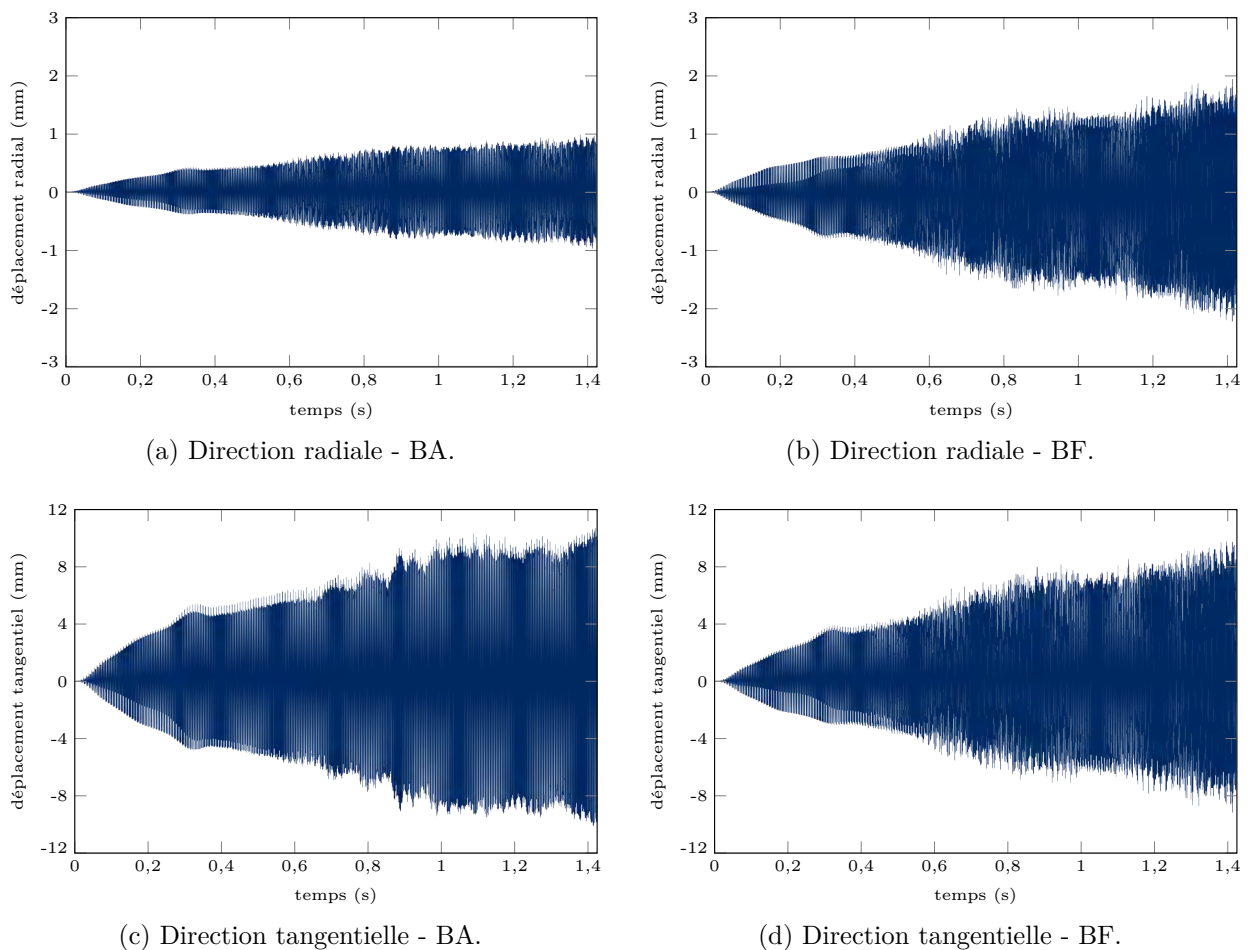 3
2
1
0
-1
-2
-3
0 0,2 0,4 0,6 0,8 1 1,2 1,4
déplacement radial (mm)
temps (s)
(a) Direction radiale - BA.
3
2
1
0
-1
-2
-3
0 0,2 0,4 0,6 0,8 1 1,2 1,4
déplacement radial (mm)
temps (s)
(b) Direction radiale - BF.
12
8
4
0
-4
-8
-12
0 0,2 0,4 0,6 0,8 1 1,2 1,4
déplacement tangentiel (mm)
temps (s)
(c) Direction tangentielle - BA.
12
8
4
0
-4
-8
-12
0 0,2 0,4 0,6 0,8 1 1,2 1,4
déplacement tangentiel (mm)
temps (s)
(d) Direction tangentielle - BF.